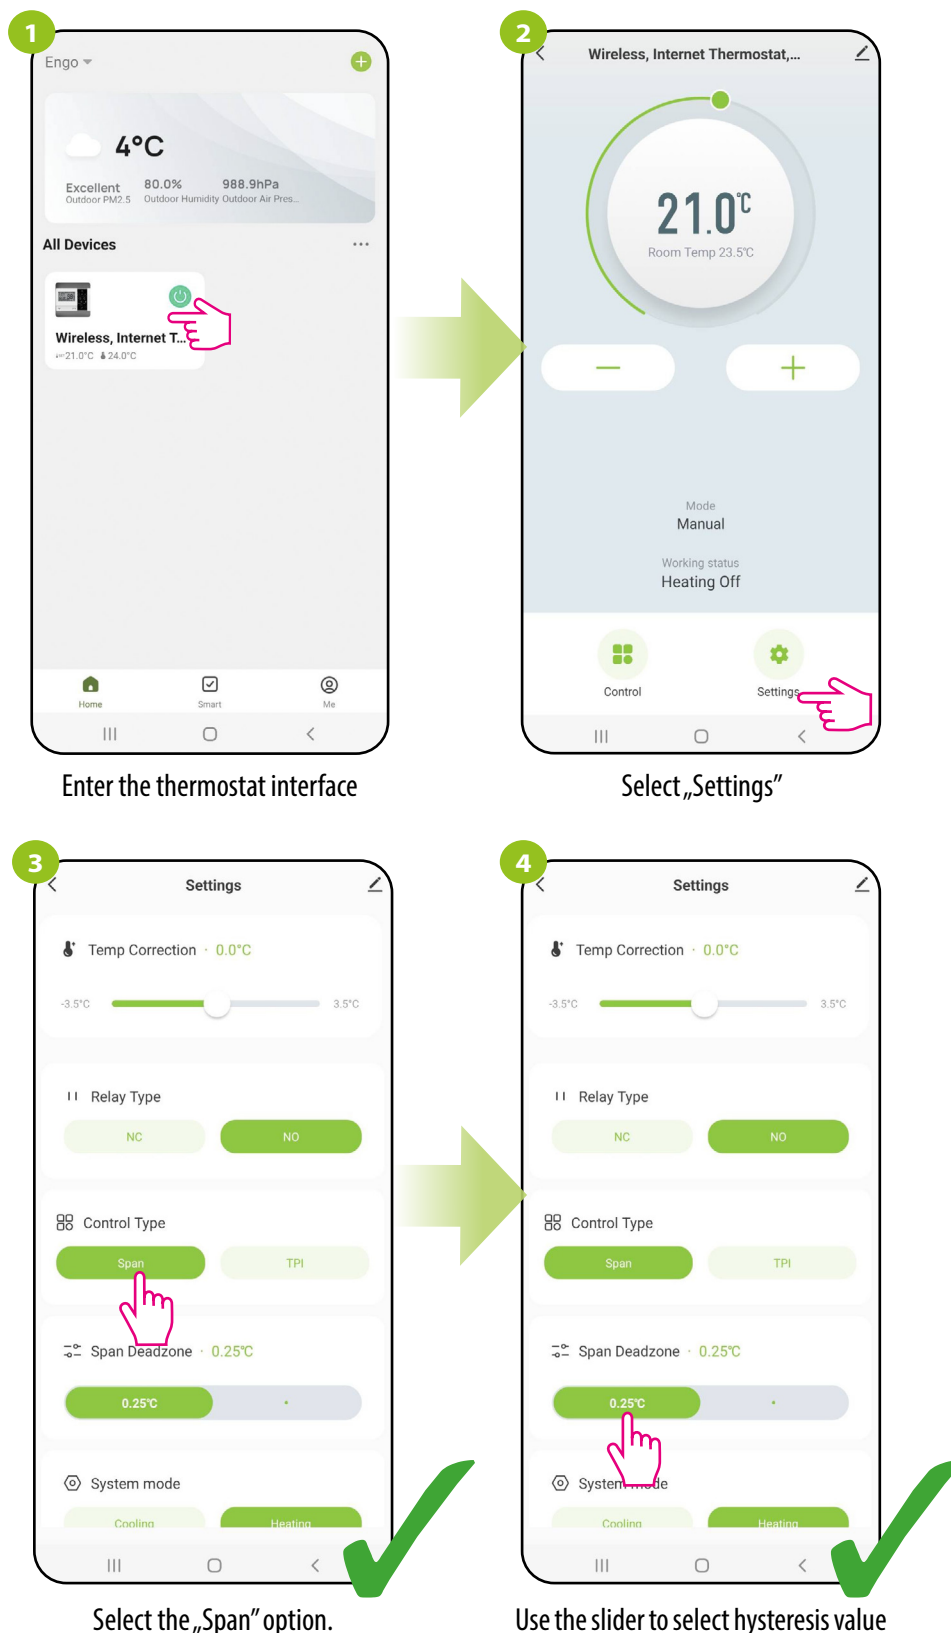 1
Engo
4°C
Excellent 80.0% 988.9hPa
Outdoor PM2.5 Outdoor Humidity Outdoor Air Pres...
All Devices
Wireless, Internet T...
21.0°C 24.0°C
Home Smart Me
Enter the thermostat interface
2
Wireless, Internet Thermostat,...
21.0°C
Room Temp 23.5°C
Mode
Manual
Working status
Heating Off
Control Settings
Select „Settings”
3
Settings
Temp Correction · 0.0°C
-3.5°C 3.5°C
Relay Type
NC NO
Control Type
Span TPI
Span Deadzone · 0.25°C
0.25°C
System mode
Cooling Heating
Select the „Span” option.
4
Settings
Temp Correction · 0.0°C
-3.5°C 3.5°C
Relay Type
NC NO
Control Type
Span TPI
Span Deadzone · 0.25°C
0.25°C
System mode
Cooling Heating
Use the slider to select hysteresis value